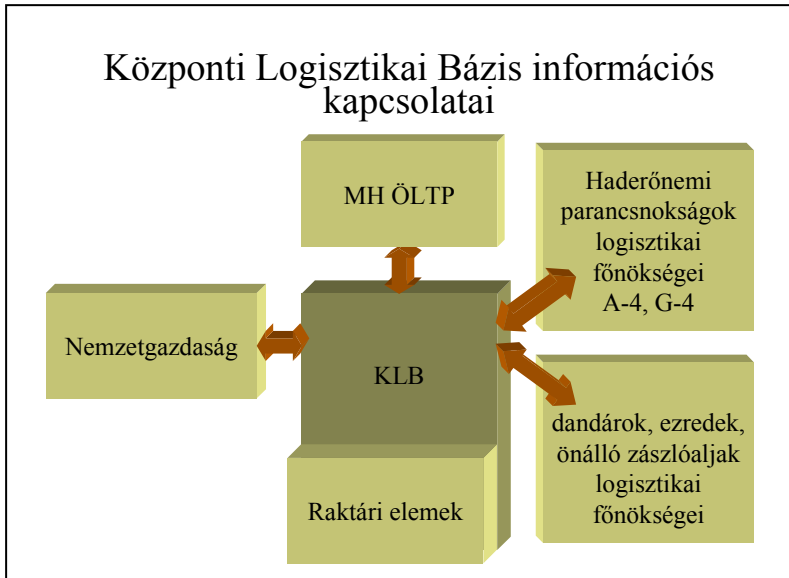 Központi Logisztikai Bázis információs
kapcsolatai
MH ÖLTP
Haderőnemi
parancsnokságok
logisztikai
főnökségei
A-4, G-4
Nemzetgazdaság
KLB
dandárok, ezredek,
önálló zászlóaljak
logisztikai
főnökségei
Raktári elemek